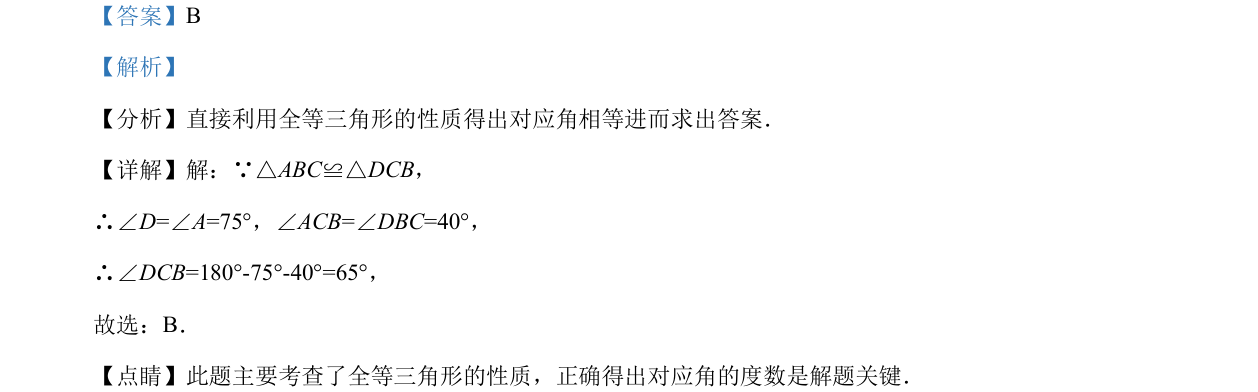 【答案】B
【解析】
【分析】直接利用全等三角形的性质得出对应角相等进而求出答案．
【详解】解：∵△ABC≌△DCB，
∴∠D=∠A=75°，∠ACB=∠DBC=40°，
∴∠DCB=180°-75°-40°=65°，
故选：B．
【点睛】此题主要考查了全等三角形的性质，正确得出对应角的度数是解题关键．